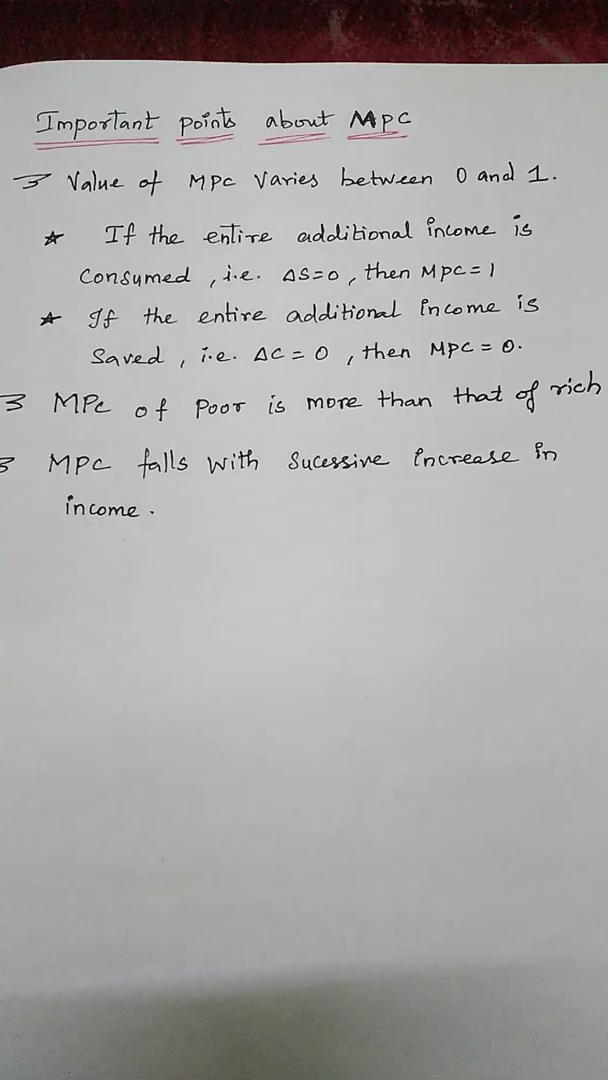 Important points about MPC
Value of MPC varies between 0 and 1.
★ If the entire additional income is
Consumed, i.e. ΔS=0, then MPC=1
★ If the entire additional income is
Saved, i.e. ΔC=0, then MPC=0.
MPC of Poor is more than that of rich
MPC falls with Sucessive increase in
income.